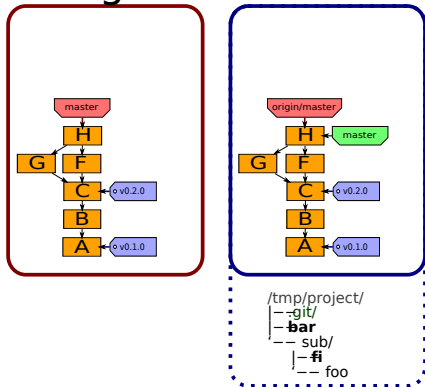 g
master
H
G F
C v0.2.0
B
A v0.1.0
origin/master
H master
G F
C v0.2.0
B
A v0.1.0
/tmp/project/
|−−git/
|−−bar
‘−− sub/
|−−fi
‘−− foo